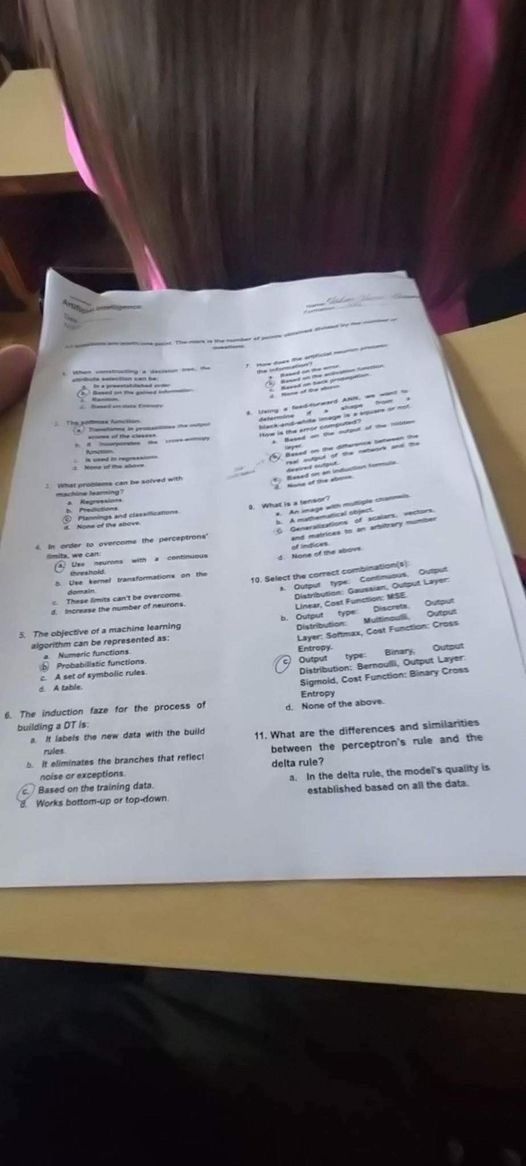 Artificial Intelligence
All questions are worth one point. The mark is the number of points obtained divided by the number of
questions.
1. When constructing a decision tree, the
attribute selection can be:
a. In a preestablished order
b. Based on the gained information
c. Random.
d. Based on data Entropy
2. The softmax function:
a. Transforms in probabilities the output
scores of the classes.
b. It incorporates the cross-entropy
function.
c. Is used in regressions.
d. None of the above.
3. What problems can be solved with
machine learning?
a. Regressions.
b. Predictions.
c. Plannings and classifications.
d. None of the above.
4. In order to overcome the perceptrons'
limits, we can:
a. Use neurons with a continuous
threshold.
b. Use kernel transformations on the
domain.
c. These limits can't be overcome.
d. Increase the number of neurons.
5. The objective of a machine learning
algorithm can be represented as:
a. Numeric functions.
b. Probabilistic functions.
c. A set of symbolic rules.
d. A table.
6. The induction faze for the process of
building a DT is:
a. It labels the new data with the build
rules.
b. It eliminates the branches that reflect
noise or exceptions.
c. Based on the training data.
d. Works bottom-up or top-down.
7. How does the artificial neuron process
the information?
a. Based on the error.
b. Based on the activation function.
c. Based on back propagation.
d. None of the above.
8. Using a feed-forward ANN, we want to
determine if a shape from a
black-and-white image is a square or not.
How is the error computed?
a. Based on the output of the hidden
layer.
b. Based on the difference between the
real output of the network and the
desired output.
c. Based on an induction formula.
d. None of the above.
9. What is a tensor?
a. An image with multiple channels.
b. A mathematical object.
c. Generalizations of scalars, vectors,
and matrices to an arbitrary number
of indices.
d. None of the above.
10. Select the correct combination(s):
a. Output type: Continuous, Output
Distribution: Gaussian, Output Layer:
Linear, Cost Function: MSE.
b. Output type: Discrete, Output
Distribution: Multinoulli, Output
Layer: Softmax, Cost Function: Cross
Entropy.
c. Output type: Binary, Output
Distribution: Bernoulli, Output Layer:
Sigmoid, Cost Function: Binary Cross
Entropy
d. None of the above.
11. What are the differences and similarities
between the perceptron's rule and the
delta rule?
a. In the delta rule, the model's quality is
established based on all the data.